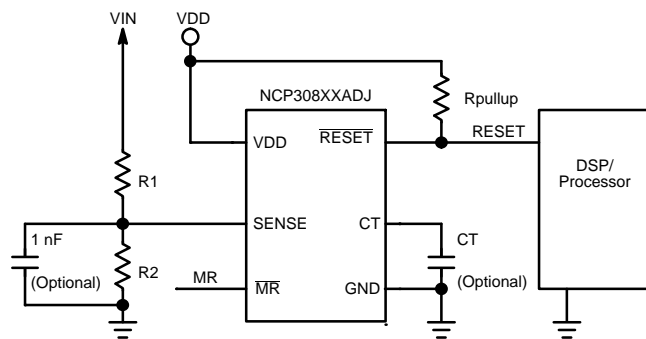 VIN
VDD
NCP308XXADJ
Rpullup
VDD
RESET
RESET
DSP/
Processor
R1
SENSE
CT
1 nF
(Optional)
R2
CT
(Optional)
MR
MR
GND